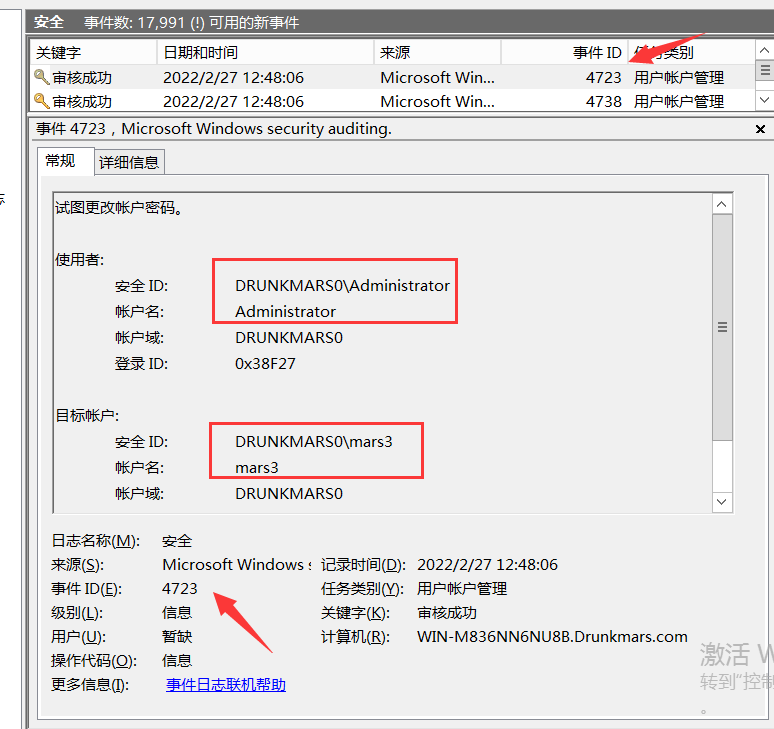 安全 事件数: 17,991 (!) 可用的新事件
关键字 日期和时间 来源 事件 ID 任务类别
审核成功 2022/2/27 12:48:06 Microsoft Win... 4723 用户帐户管理
审核成功 2022/2/27 12:48:06 Microsoft Win... 4738 用户帐户管理
事件 4723，Microsoft Windows security auditing.
常规 详细信息
试图更改帐户密码。
使用者:
安全 ID: DRUNKMARS0\Administrator
帐户名: Administrator
帐户域: DRUNKMARS0
登录 ID: 0x38F27
目标帐户:
安全 ID: DRUNKMARS0\mars3
帐户名: mars3
帐户域: DRUNKMARS0
日志名称(M): 安全
来源(S): Microsoft Windows s 记录时间(D): 2022/2/27 12:48:06
事件 ID(E): 4723 任务类别(Y): 用户帐户管理
级别(L): 信息 关键字(K): 审核成功
用户(U): 暂缺 计算机(R): WIN-M836NN6NU8B.Drunkmars.com
操作代码(O): 信息
更多信息(I): 事件日志联机帮助
激活 W
转到"控制
。